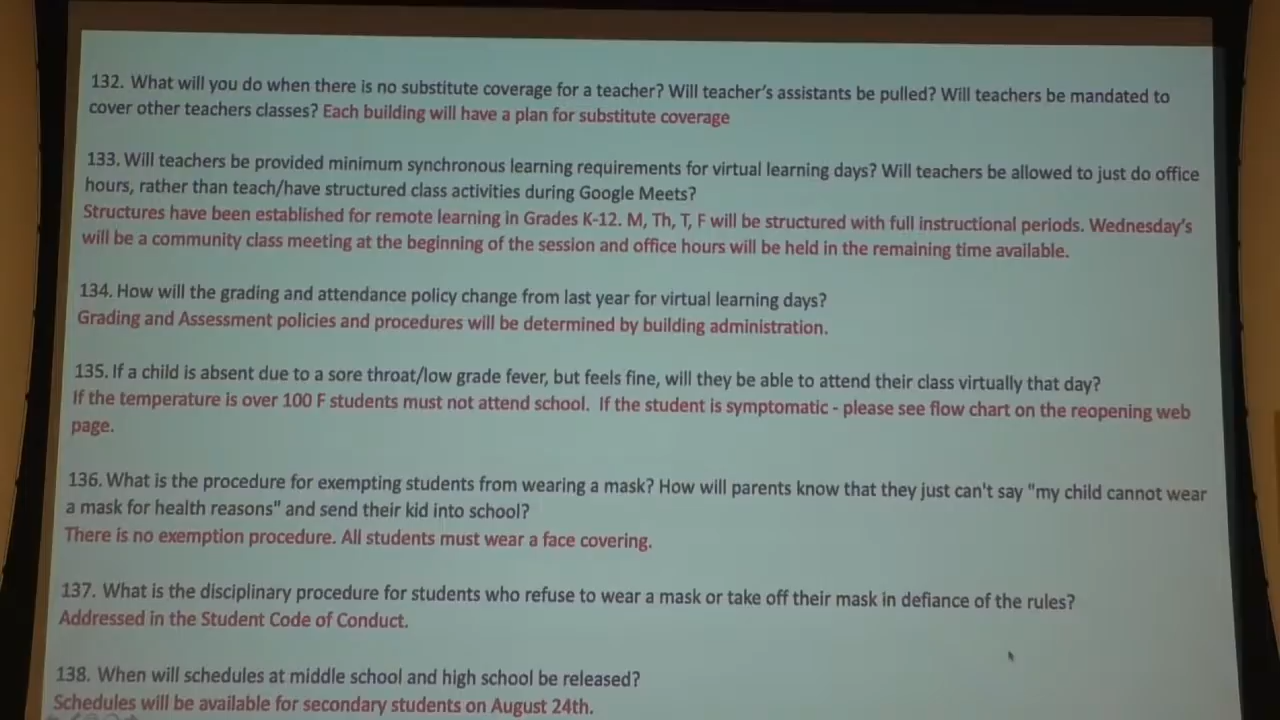 132. What will you do when there is no substitute coverage for a teacher? Will teacher's assistants be pulled? Will teachers be mandated to
cover other teachers classes? Each building will have a plan for substitute coverage
133. Will teachers be provided minimum synchronous learning requirements for virtual learning days? Will teachers be allowed to just do office
hours, rather than teach/have structured class activities during Google Meets?
Structures have been established for remote learning in Grades K-12. M, Th, T, F will be structured with full instructional periods. Wednesday's
will be a community class meeting at the beginning of the session and office hours will be held in the remaining time available.
134. How will the grading and attendance policy change from last year for virtual learning days?
Grading and Assessment policies and procedures will be determined by building administration.
135. If a child is absent due to a sore throat/low grade fever, but feels fine, will they be able to attend their class virtually that day?
If the temperature is over 100 F students must not attend school. If the student is symptomatic - please see flow chart on the reopening web
page.
136. What is the procedure for exempting students from wearing a mask? How will parents know that they just can't say "my child cannot wear
a mask for health reasons" and send their kid into school?
There is no exemption procedure. All students must wear a face covering.
137. What is the disciplinary procedure for students who refuse to wear a mask or take off their mask in defiance of the rules?
Addressed in the Student Code of Conduct.
138. When will schedules at middle school and high school be released?
Schedules will be available for secondary students on August 24th.